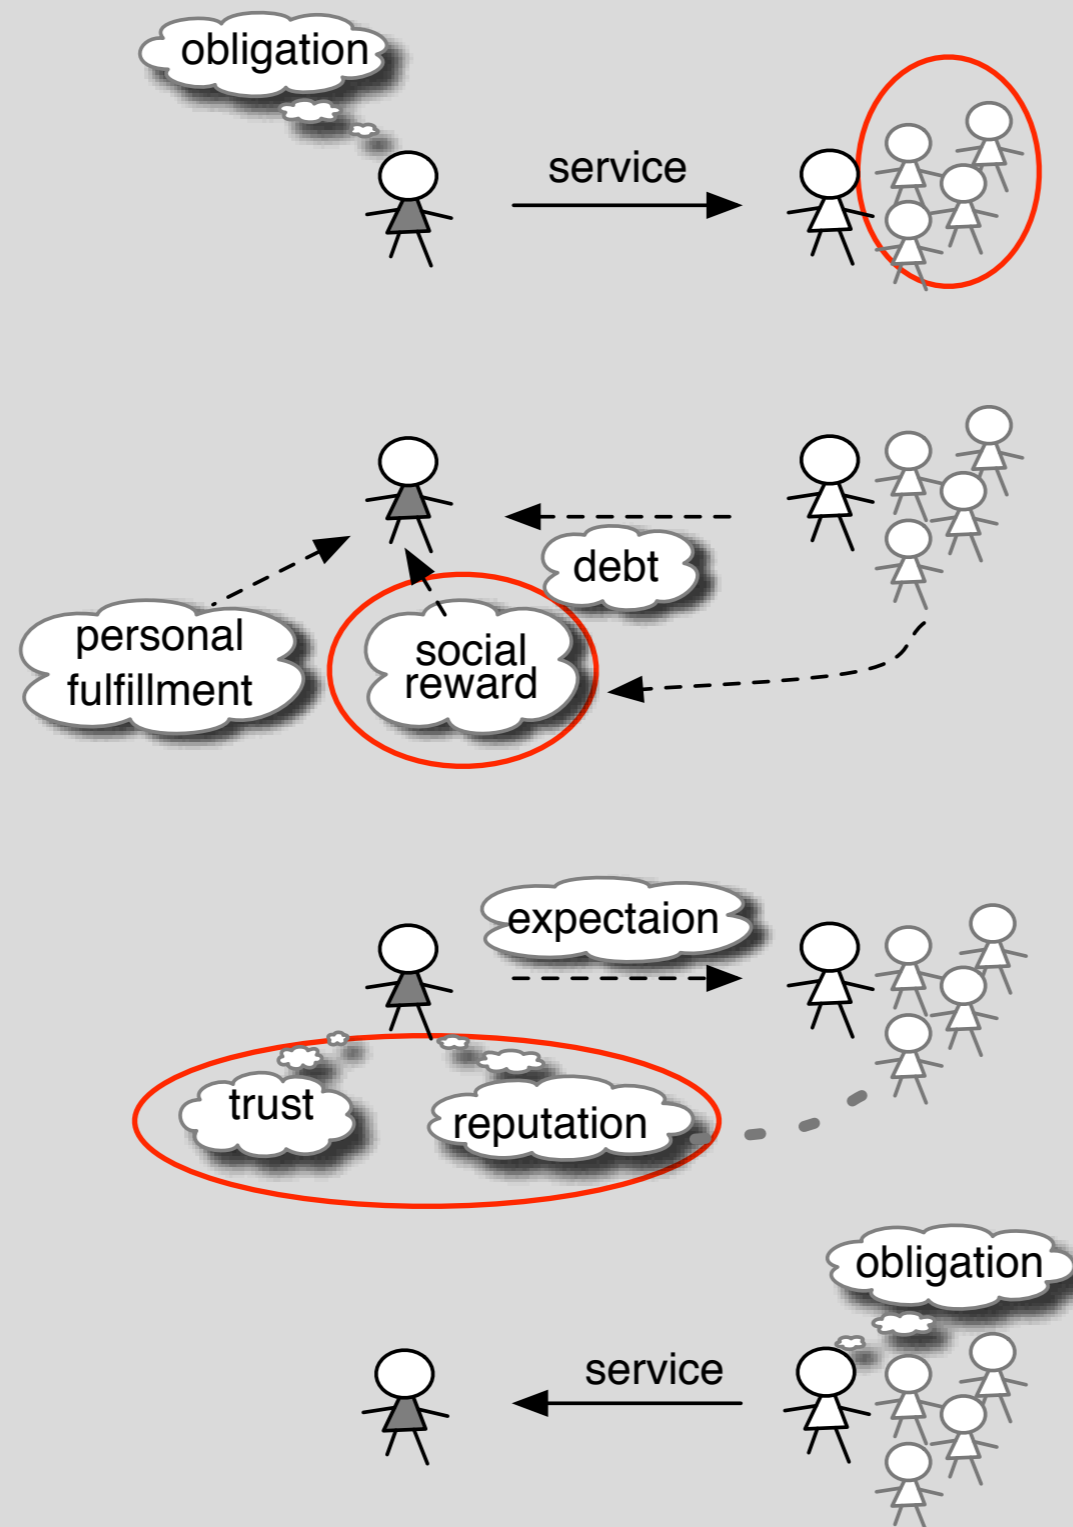 obligation
service
debt
personal
fulfillment
social
reward
expectaion
trust
reputation
obligation
service